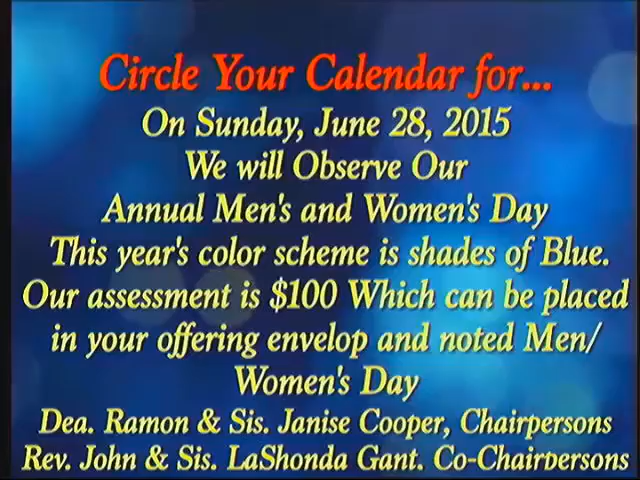 Circle Your Calendar for...
On Sunday, June 28, 2015
We will Observe Our
Annual Men's and Women's Day
This year's color scheme is shades of Blue.
Our assessment is $100 Which can be placed
in your offering envelop and noted Men/
Women's Day
Dea. Ramon & Sis. Janise Cooper, Chairpersons
Rev. John & Sis. LaShonda Gant. Co-Chairpersons